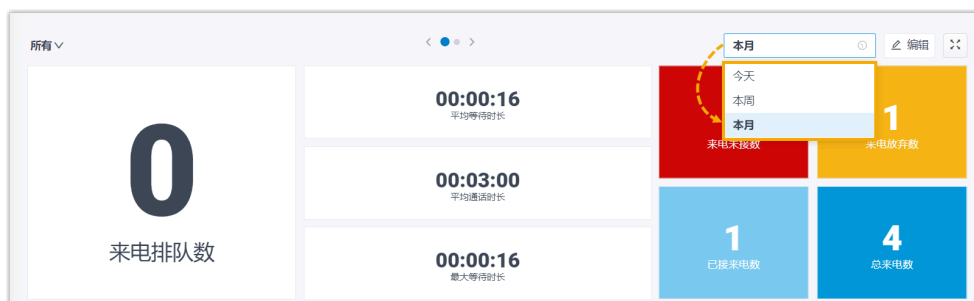 所有
本月
编辑
今天
本周
本月
0
来电排队数
00:00:16
平均等待时长
00:03:00
平均通话时长
00:00:16
最大等待时长
来电未接数
1
来电放弃数
1
已接来电数
4
总来电数